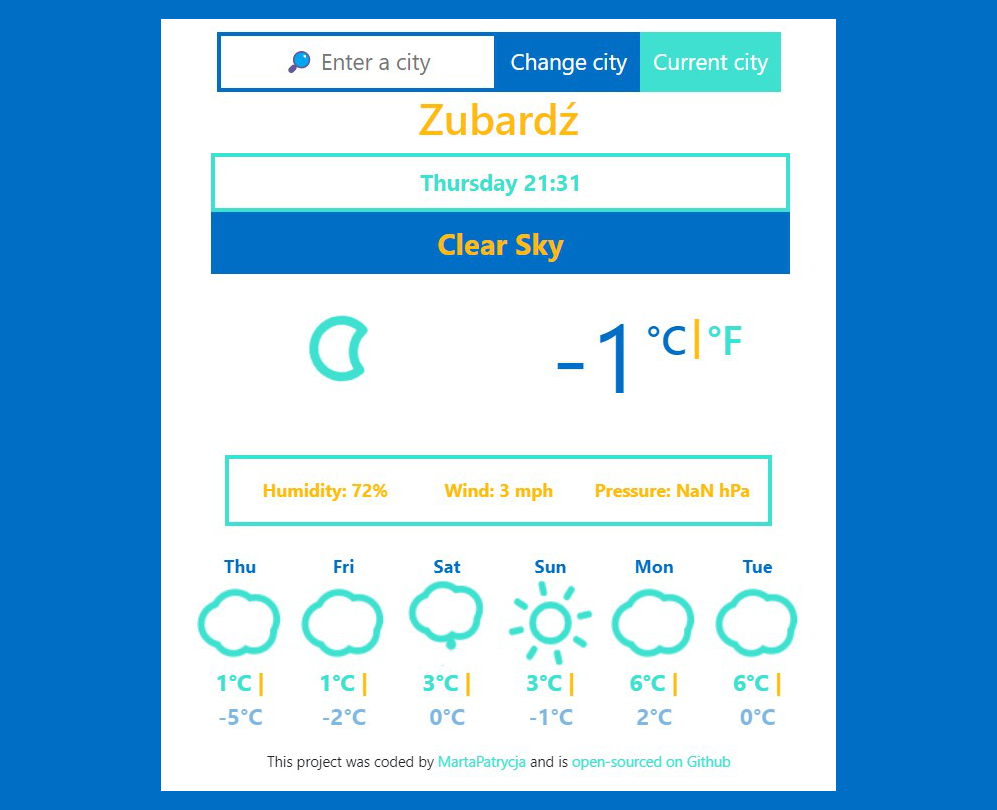 Enter a city Change city Current city
Zubardź
Thursday 21:31
Clear Sky
-1 °C|°F
Humidity: 72% Wind: 3 mph Pressure: NaN hPa
Thu Fri Sat Sun Mon Tue
1°C | 1°C | 3°C | 3°C | 6°C | 6°C |
-5°C -2°C 0°C -1°C 2°C 0°C
This project was coded by MartaPatrycja and is open-sourced on Github